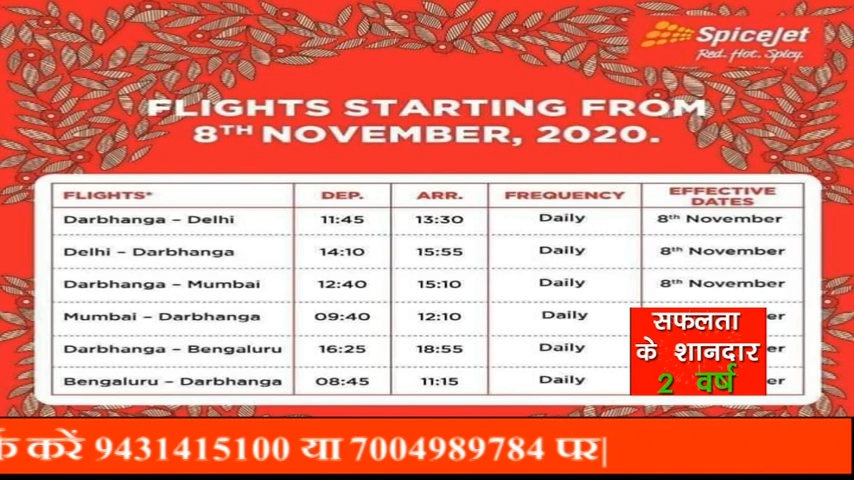 SpiceJet
Red. Hot. Spicy.
FLIGHTS STARTING FROM
8TH NOVEMBER, 2020.
FLIGHTS* DEP. ARR. FREQUENCY EFFECTIVE DATES
Darbhanga – Delhi 11:45 13:30 Daily 8th November
Delhi – Darbhanga 14:10 15:55 Daily 8th November
Darbhanga – Mumbai 12:40 15:10 Daily 8th November
Mumbai – Darbhanga 09:40 12:10 Daily er
Darbhanga – Bengaluru 16:25 18:55 Daily er
Bengaluru – Darbhanga 08:45 11:15 Daily er
सफलता
के शानदार
2 वर्ष
करें 9431415100 या 7004989784 पर|